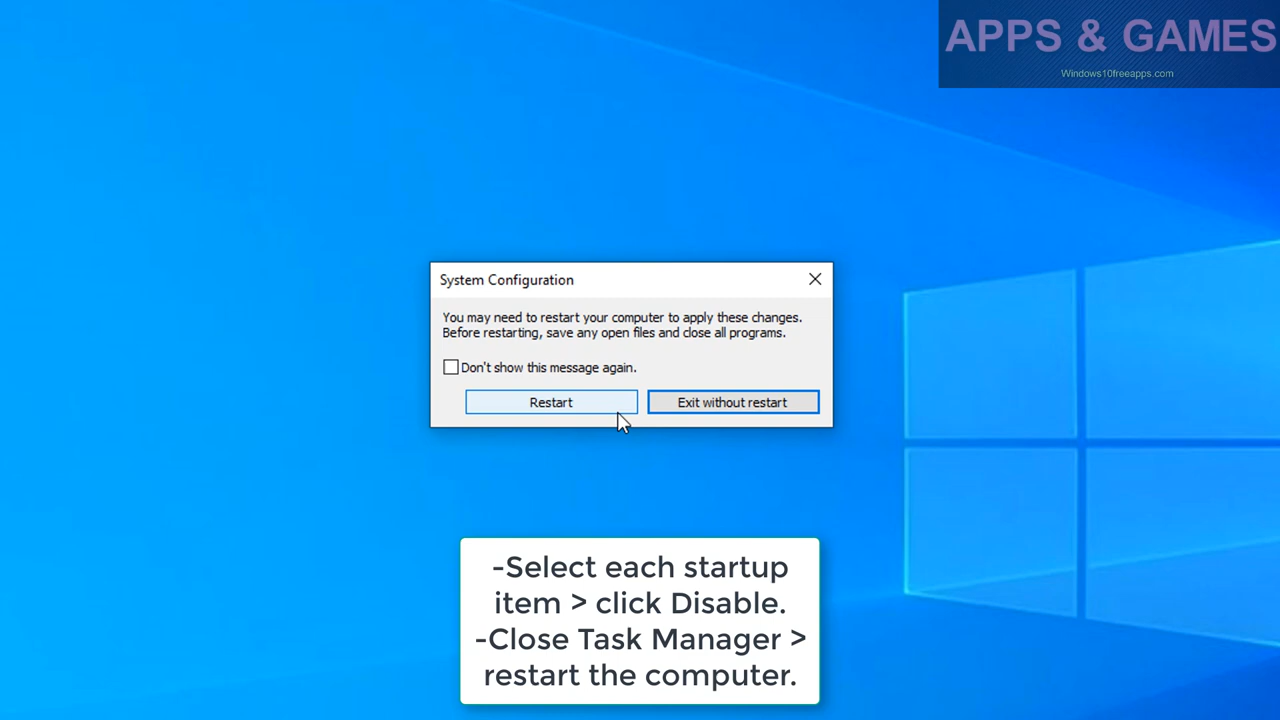 APPS & GAMES
Windows10freeapps.com
System Configuration
You may need to restart your computer to apply these changes.
Before restarting, save any open files and close all programs.
Don't show this message again.
Restart
Exit without restart
-Select each startup
item > click Disable.
-Close Task Manager >
restart the computer.